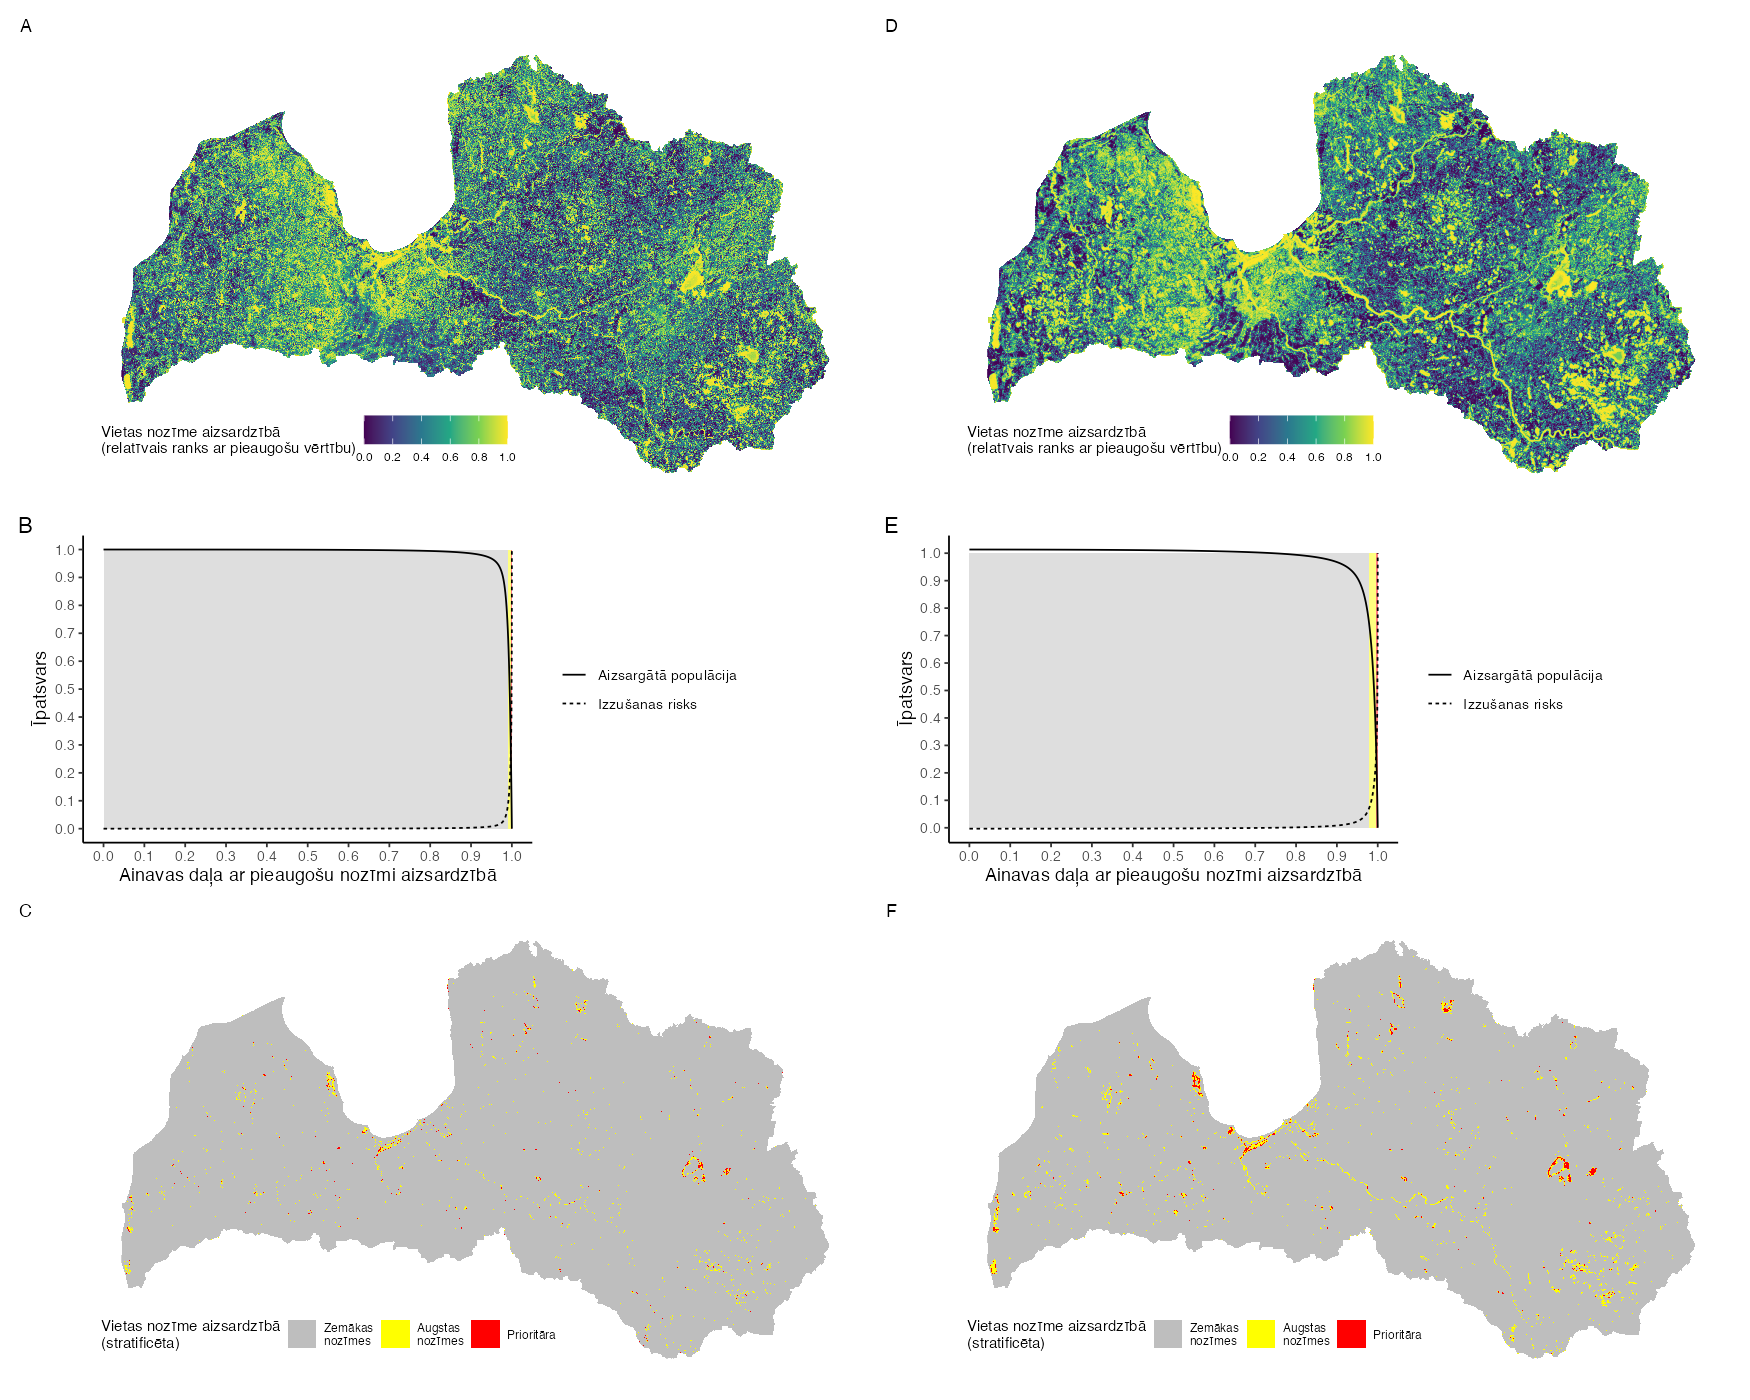 A
Vietas nozīme aizsardzībā
(relatīvais ranks ar pieaugošu vērtību)
0.0 0.2 0.4 0.6 0.8 1.0
D
Vietas nozīme aizsardzībā
(relatīvais ranks ar pieaugošu vērtību)
0.0 0.2 0.4 0.6 0.8 1.0
B
Īpatsvars
1.0
0.9
0.8
0.7
0.6
0.5
0.4
0.3
0.2
0.1
0.0
0.0 0.1 0.2 0.3 0.4 0.5 0.6 0.7 0.8 0.9 1.0
Ainavas daļa ar pieaugošu nozīmi aizsardzībā
Aizsargātā populācija
Izzušanas risks
E
Īpatsvars
1.0
0.9
0.8
0.7
0.6
0.5
0.4
0.3
0.2
0.1
0.0
0.0 0.1 0.2 0.3 0.4 0.5 0.6 0.7 0.8 0.9 1.0
Ainavas daļa ar pieaugošu nozīmi aizsardzībā
Aizsargātā populācija
Izzušanas risks
C
Vietas nozīme aizsardzībā
(stratificēta)
Zemākas
nozīmes
Augstas
nozīmes
Prioritāra
F
Vietas nozīme aizsardzībā
(stratificēta)
Zemākas
nozīmes
Augstas
nozīmes
Prioritāra